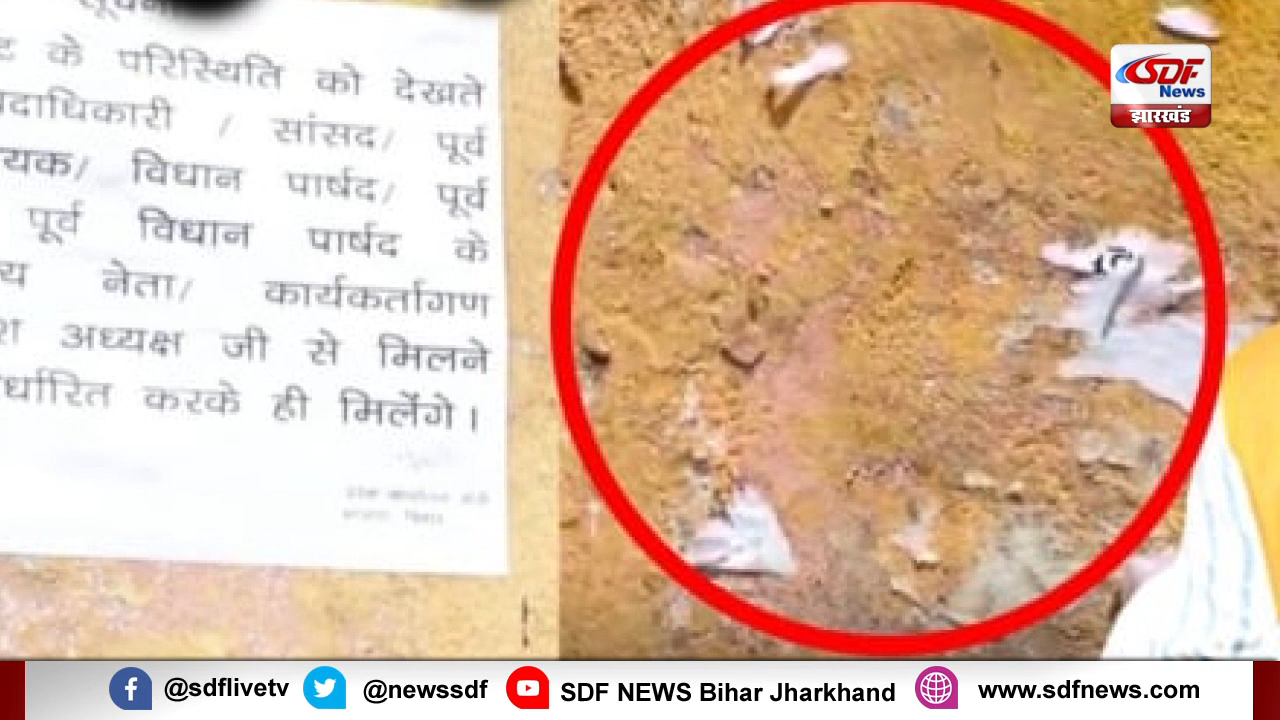 के परिस्थिति को देखते
पदाधिकारी / सांसद/ पूर्व
विधान पार्षद/ पूर्व
पूर्व विधान पार्षद के
नेता/ कार्यकर्तागण
अध्यक्ष जी से मिलने
करके ही मिलेंगे।
SDF
News
झारखंड
@sdflivetv @newssdf SDF NEWS Bihar Jharkhand www.sdfnews.com